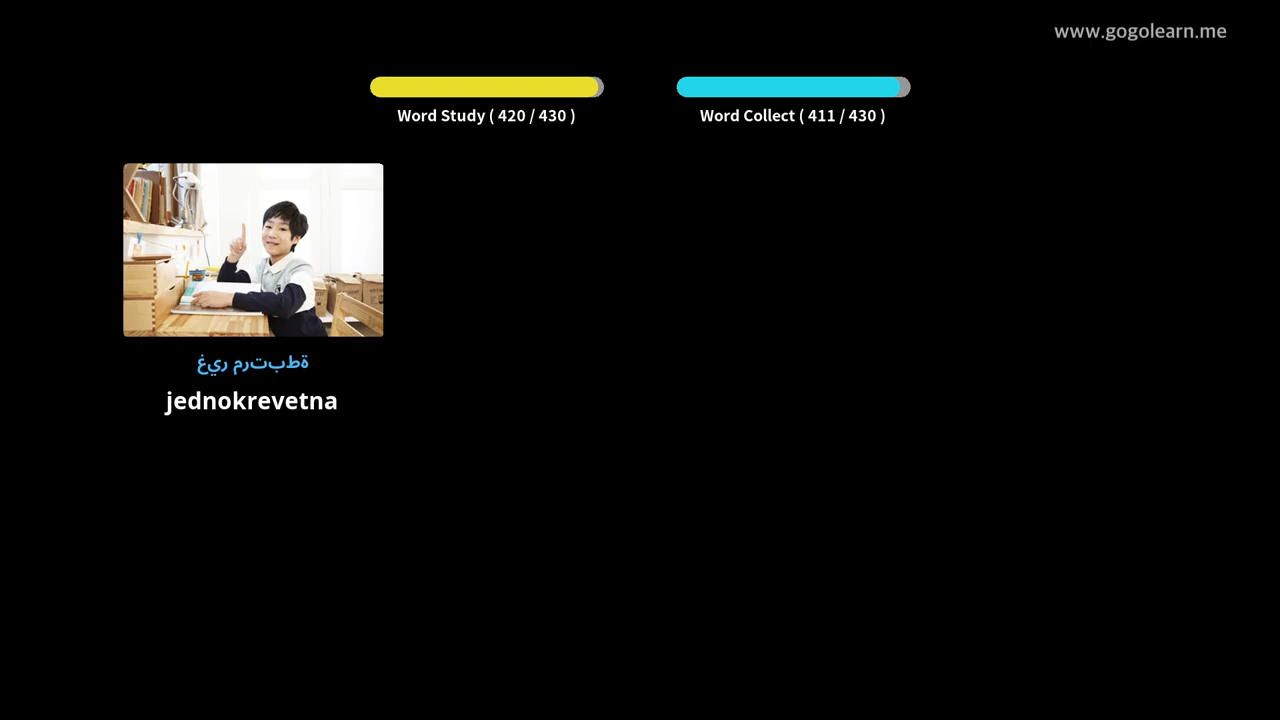 www.gogolearn.me
Word Study ( 420 / 430 )
Word Collect ( 411 / 430 )
غير مرتبطة
jednokrevetna